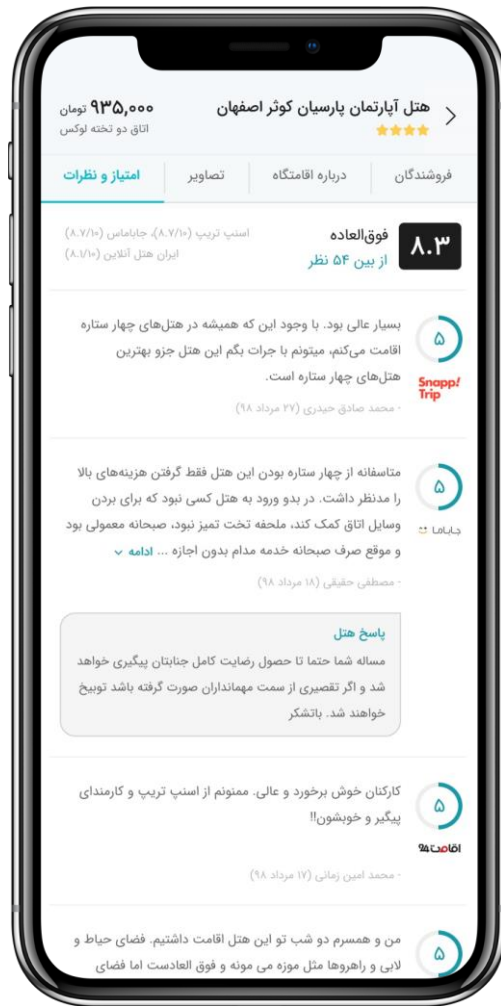 هتل آپارتمان پارسیان کوثر اصفهان
۹۳۵,۰۰۰ تومان
اتاق دو تخته لوکس
فروشندگان
درباره اقامتگاه
تصاویر
امتیاز و نظرات
۸.۳
فوق‌العاده
از بین ۵۴ نظر
اسنپ تریپ (۸.۷/۱۰)، جاباماس (۸.۷/۱۰)
ایران هتل آنلاین (۸.۱/۱۰)
۵
Snapp!
Trip
بسیار عالی بود. با وجود این که همیشه در هتل‌های چهار ستاره
اقامت می‌کنم، میتونم با جرات بگم این هتل جزو بهترین
هتل‌های چهار ستاره است.
- محمد صادق حیدری (۲۷ مرداد ۹۸)
۵
جاباما
متاسفانه از چهار ستاره بودن این هتل فقط گرفتن هزینه‌های بالا
را مدنظر داشت. در بدو ورود به هتل کسی نبود که برای بردن
وسایل اتاق کمک کند، ملحفه تخت تمیز نبود، صبحانه معمولی بود
و موقع صرف صبحانه خدمه مدام بدون اجازه ... ادامه
- مصطفی حقیقی (۱۸ مرداد ۹۸)
پاسخ هتل
مساله شما حتما تا حصول رضایت کامل جنابتان پیگیری خواهد
شد و اگر تقصیری از سمت مهمانداران صورت گرفته باشد توبیخ
خواهند شد. باتشکر
۵
اقامت۲۴
کارکنان خوش برخورد و عالی. ممنونم از اسنپ تریپ و کارمندای
پیگیر و خوبشون!!
- محمد امین زمانی (۱۷ مرداد ۹۸)
۵
من و همسرم دو شب تو این هتل اقامت داشتیم. فضای حیاط و
لابی و راهروها مثل موزه می مونه و فوق العادست اما فضای